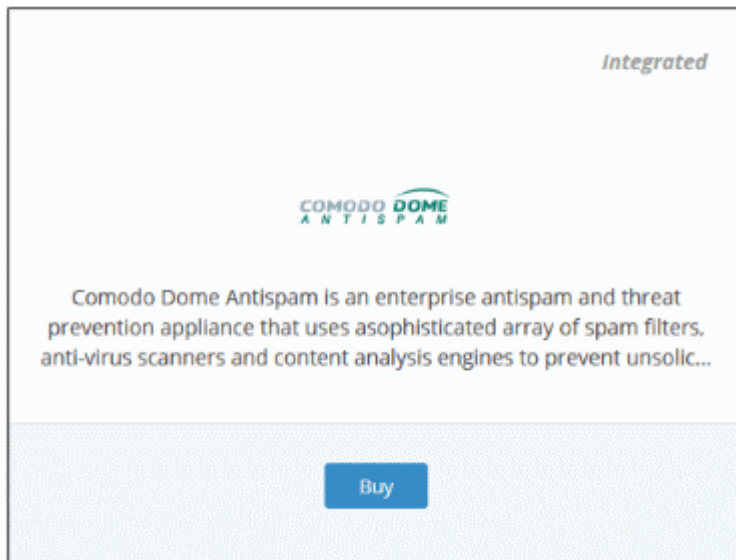 Integrated
COMODO DOME
ANTISPAM
Comodo Dome Antispam is an enterprise antispam and threat
prevention appliance that uses asophisticated array of spam filters,
anti-virus scanners and content analysis engines to prevent unsolic...
Buy